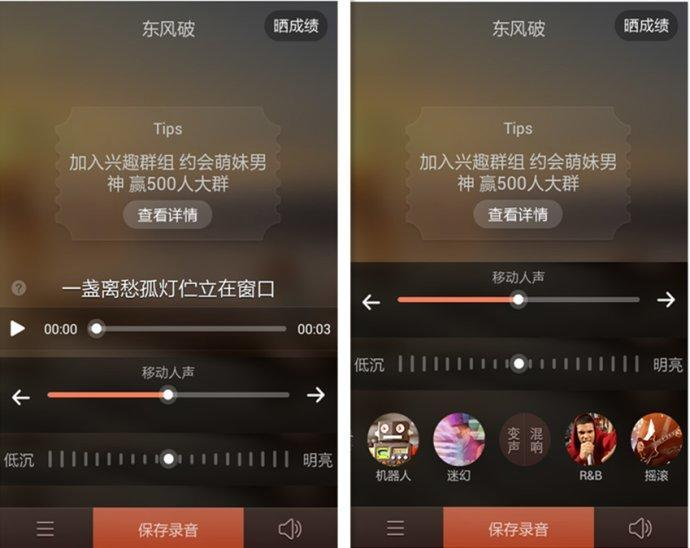 东风破
晒成绩
Tips
加入兴趣群组 约会萌妹男
神 赢500人大群
查看详情
?
一盏离愁孤灯伫立在窗口
00:00
00:03
移动人声
低沉
明亮
保存录音
东风破
晒成绩
Tips
加入兴趣群组 约会萌妹男
神 赢500人大群
查看详情
移动人声
低沉
明亮
变声
混响
机器人
迷幻
R&B
摇滚
保存录音